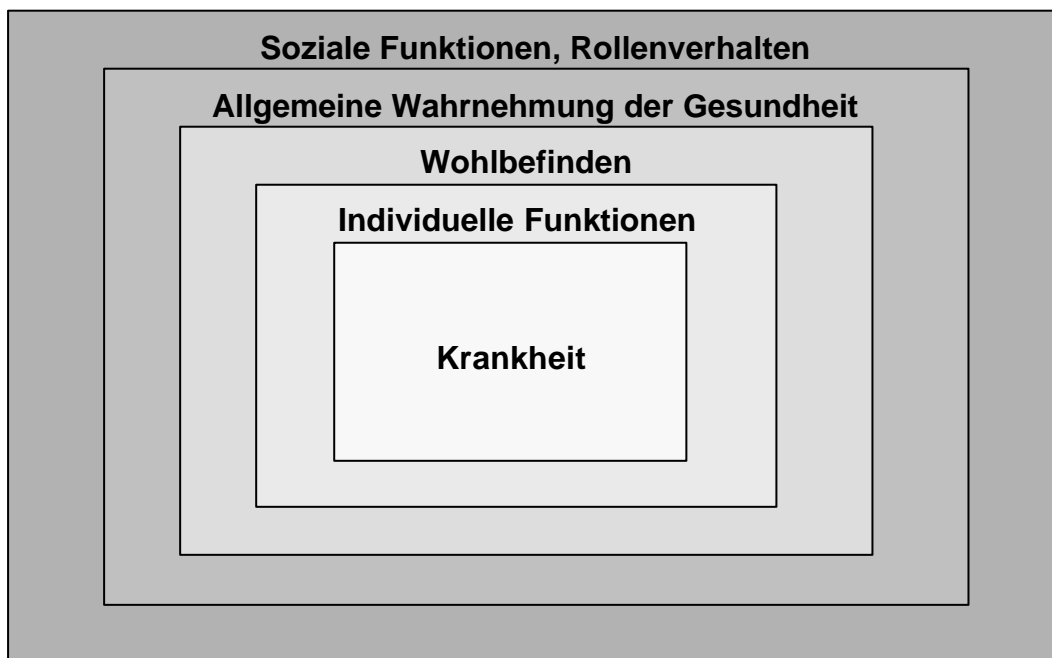 Soziale Funktionen, Rollenverhalten
Allgemeine Wahrnehmung der Gesundheit
Wohlbefinden
Individuelle Funktionen
Krankheit